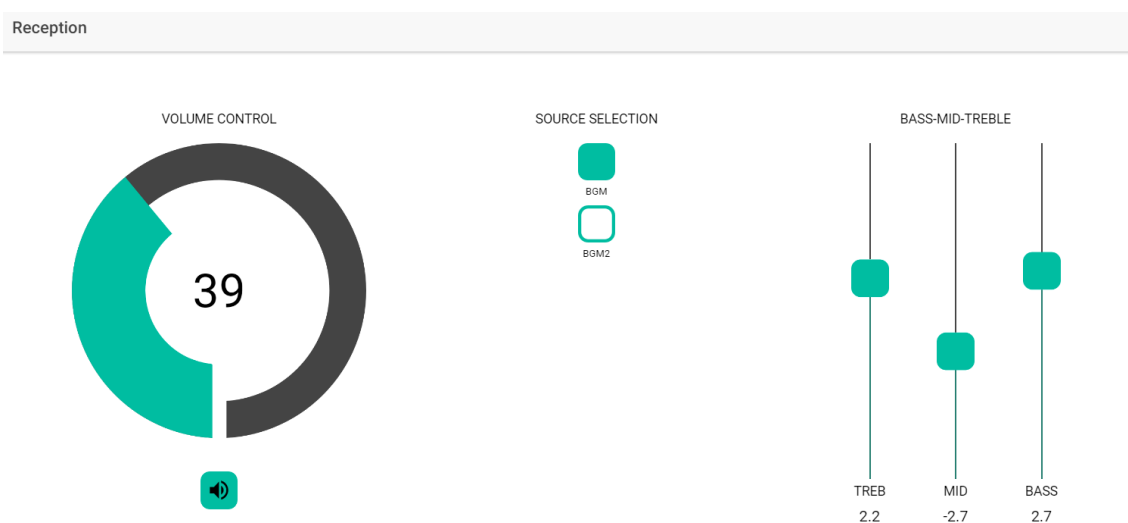 Reception
VOLUME CONTROL
39
SOURCE SELECTION
BGM
BGM2
BASS-MID-TREBLE
TREB MID BASS
2.2 -2.7 2.7